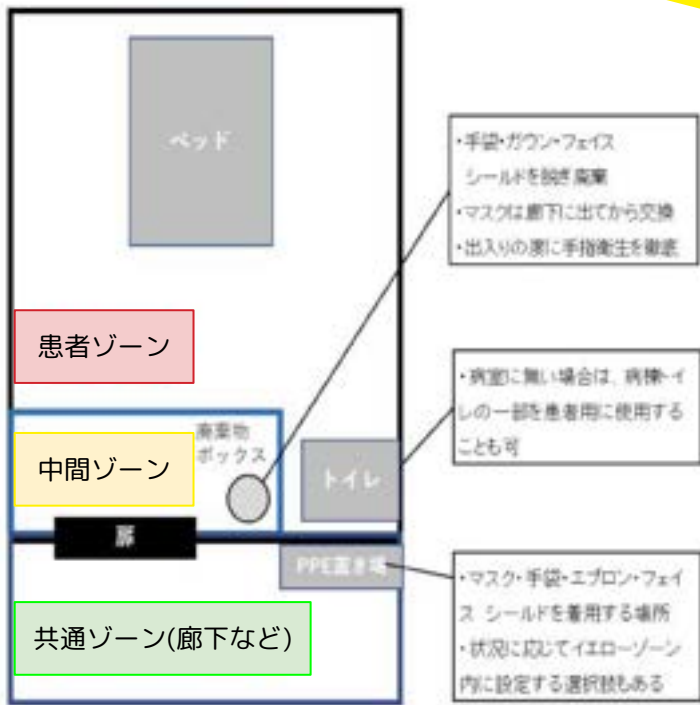 ベッド
・手袋・ガウン・フェイス
シールドを脱ぎ廃棄
・マスクは廊下に出てから交換
・出入りの度に手指衛生を徹底
患者ゾーン
・病室に無い場合は、病棟トイ
レの一部を患者用に使用する
ことも可
廃棄物
ボックス
中間ゾーン
トイレ
扉
PPE置き場
・マスク・手袋・エプロン・フェイ
ス シールドを着用する場所
・状況に応じてイエローゾーン
内に設定する選択肢もある
共通ゾーン(廊下など)